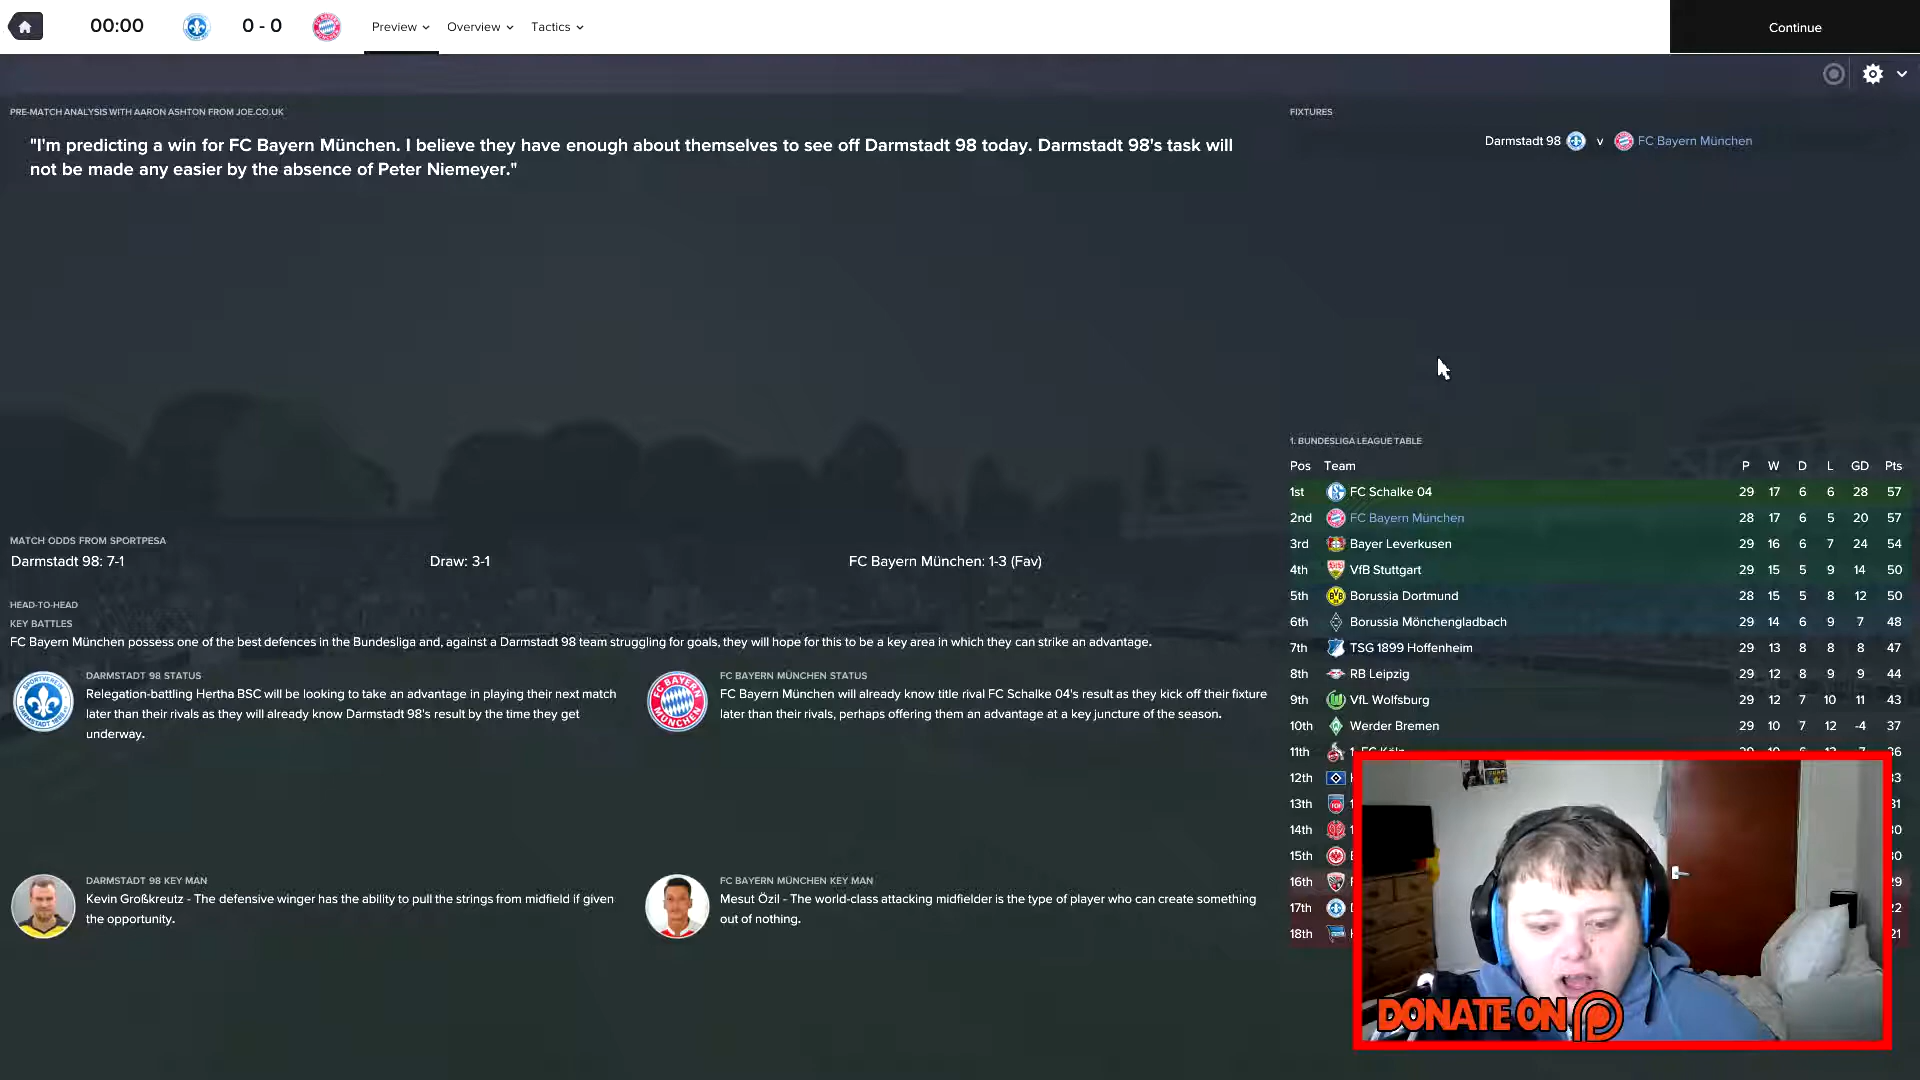 00:00
0 - 0
Preview
Overview
Tactics
Continue
PRE-MATCH ANALYSIS WITH AARON ASHTON FROM JOE.CO.UK
"I'm predicting a win for FC Bayern München. I believe they have enough about themselves to see off Darmstadt 98 today. Darmstadt 98's task will
not be made any easier by the absence of Peter Niemeyer."
FIXTURES
Darmstadt 98 v FC Bayern München
MATCH ODDS FROM SPORTPESA
Darmstadt 98: 7-1 Draw: 3-1 FC Bayern München: 1-3 (Fav)
HEAD-TO-HEAD
KEY BATTLES
FC Bayern München possess one of the best defences in the Bundesliga and, against a Darmstadt 98 team struggling for goals, they will hope for this to be a key area in which they can strike an advantage.
DARMSTADT 98 STATUS
Relegation-battling Hertha BSC will be looking to take an advantage in playing their next match
later than their rivals as they will already know Darmstadt 98's result by the time they get
underway.
FC BAYERN MÜNCHEN STATUS
FC Bayern München will already know title rival FC Schalke 04's result as they kick off their fixture
later than their rivals, perhaps offering them an advantage at a key juncture of the season.
DARMSTADT 98 KEY MAN
Kevin Großkreutz - The defensive winger has the ability to pull the strings from midfield if given
the opportunity.
FC BAYERN MÜNCHEN KEY MAN
Mesut Özil - The world-class attacking midfielder is the type of player who can create something
out of nothing.
1. BUNDESLIGA LEAGUE TABLE
Pos Team P W D L GD Pts
1st FC Schalke 04 29 17 6 6 28 57
2nd FC Bayern München 28 17 6 5 20 57
3rd Bayer Leverkusen 29 16 6 7 24 54
4th VfB Stuttgart 29 15 5 9 14 50
5th Borussia Dortmund 28 15 5 8 12 50
6th Borussia Mönchengladbach 29 14 6 9 7 48
7th TSG 1899 Hoffenheim 29 13 8 8 8 47
8th RB Leipzig 29 12 8 9 9 44
9th VfL Wolfsburg 29 12 7 10 11 43
10th Werder Bremen 29 10 7 12 -4 37
11th 1. FC Köln
12th
13th
14th
15th
16th
17th
18th
DONATE ON